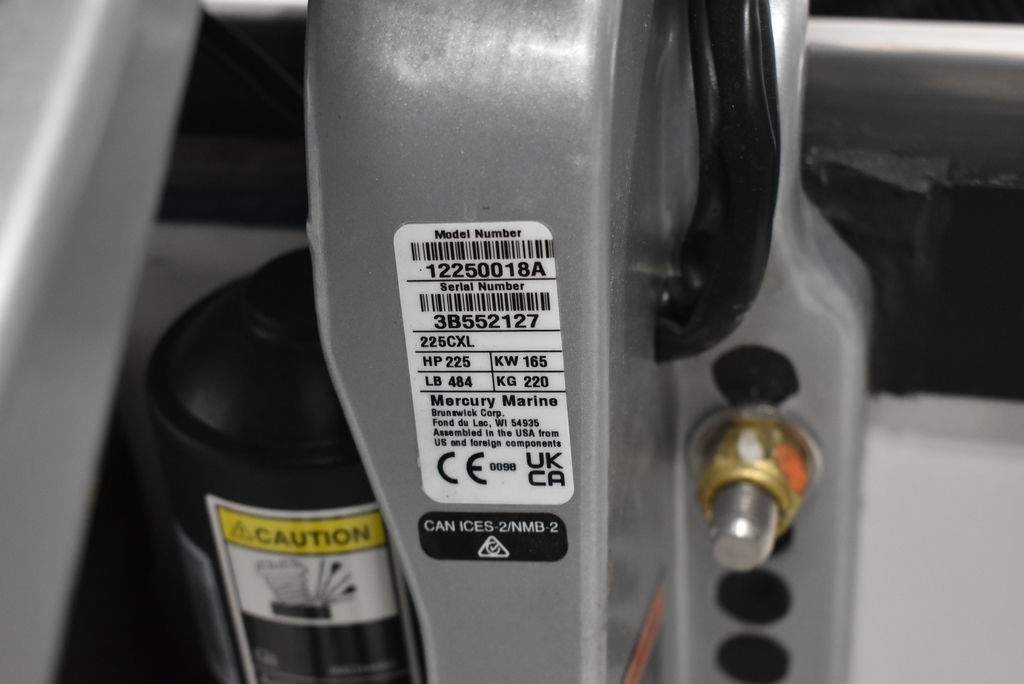 Model Number
12250018A
Serial Number
3B552127
225CXL
HP 225 KW 165
LB 484 KG 220
Mercury Marine
Brunswick Corp.
Fond du Lac, WI 54935
Assembled in the USA from
US and foreign components
CE 0098 UK
CA
CAN ICES-2/NMB-2
CAUTION